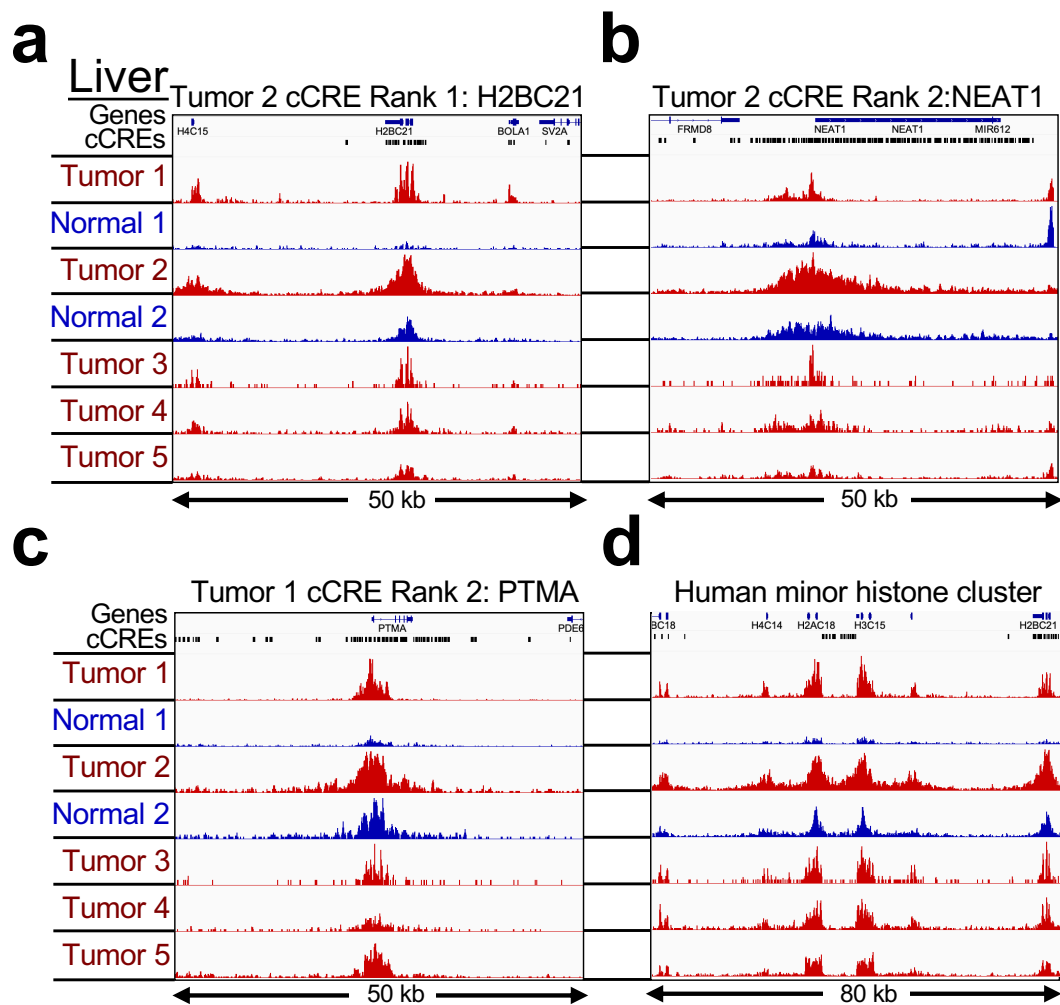 a
b
Liver
Tumor 2 cCRE Rank 1: H2BC21
Tumor 2 cCRE Rank 2:NEAT1
Genes
cCREs
H4C15 H2BC21 BOLA1 SV2A
FRMD8 NEAT1 NEAT1 MIR612
Tumor 1
Normal 1
Tumor 2
Normal 2
Tumor 3
Tumor 4
Tumor 5
50 kb
50 kb
c
d
Tumor 1 cCRE Rank 2: PTMA
Human minor histone cluster
Genes
cCREs
PTMA PDE6
BC18 H4C14 H2AC18 H3C15 H2BC21
Tumor 1
Normal 1
Tumor 2
Normal 2
Tumor 3
Tumor 4
Tumor 5
50 kb
80 kb